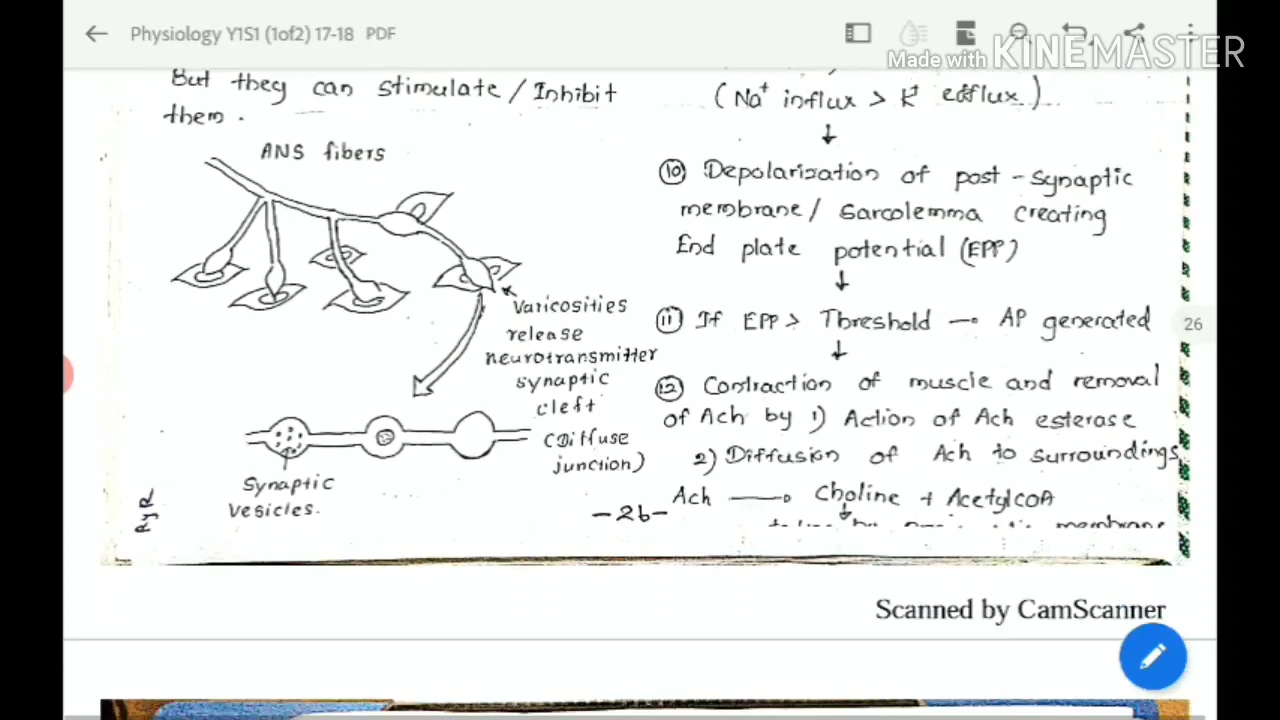 Physiology Y1S1 (1of2) 17-18 PDF
Made with KINEMASTER
But they can stimulate / Inhibit
them.
ANS fibers
Varicosities
release
neurotransmitter
synaptic
cleft
(Diffuse
junction)
Synaptic
Vesicles.
(Na+ influx > K+ efflux)
↓
⑩ Depolarization of post-synaptic
membrane/ Sarcolemma creating
End plate potential (EPP)
↓
⑪ If EPP > Threshold → AP generated
↓
⑫ Contraction of muscle and removal
of Ach by 1) Action of Ach esterase
2) Diffusion of Ach to surroundings
Ach → Choline + AcetylcoA
↓
membrane
-26-
26
Scanned by CamScanner